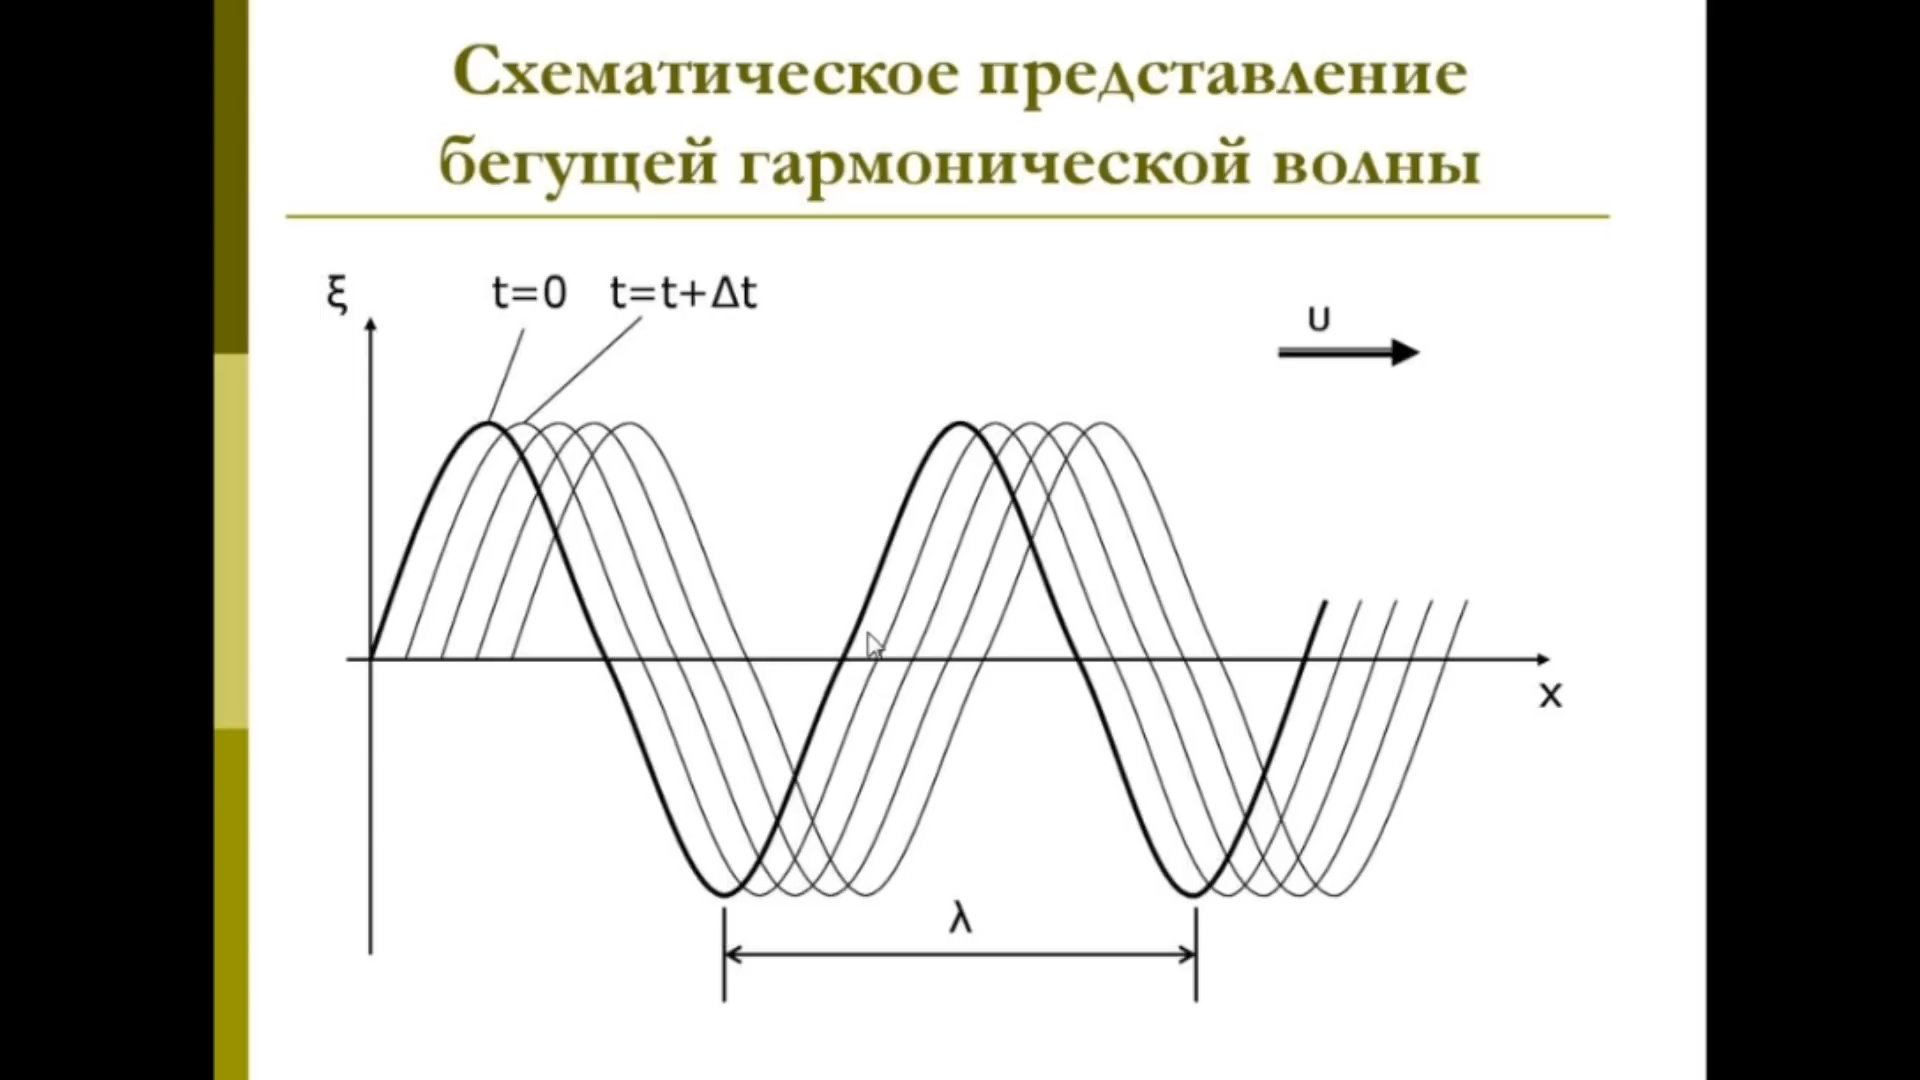 Схематическое представление
бегущей гармонической волны
ξ
t=0 t=t+Δt
υ
x
λ